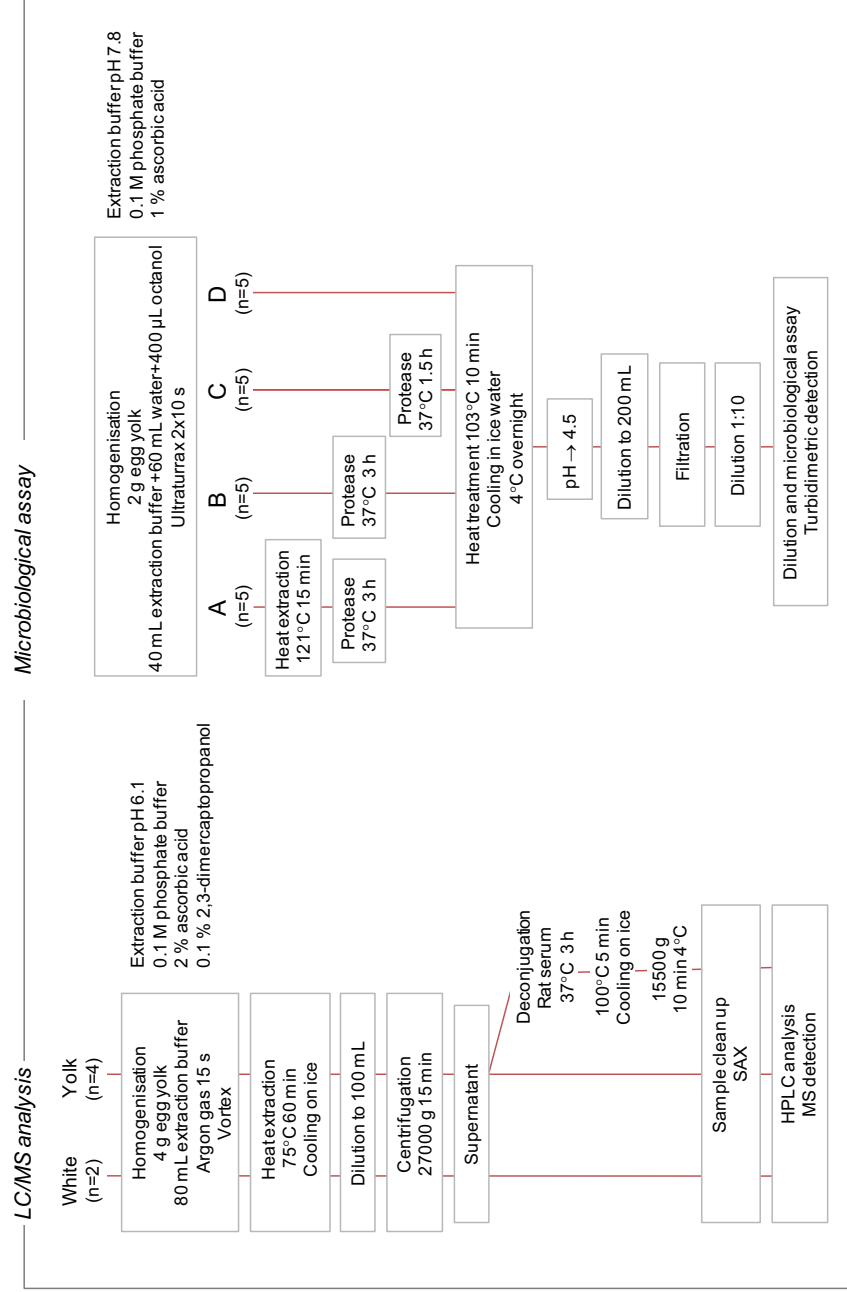 LC/MS analysis
White
(n=2)
Yolk
(n=4)
Homogenisation
4 g egg yolk
80 mL extraction buffer
Argon gas 15 s
Vortex
Extraction buffer pH 6.1
0.1 M phosphate buffer
2 % ascorbic acid
0.1 % 2,3-dimercaptopropanol
Heat extraction
75°C 60 min
Cooling on ice
Dilution to 100 mL
Centrifugation
27000 g 15 min
Supernatant
Deconjugation
Rat serum
37°C 3 h
100°C 5 min
Cooling on ice
15500 g
10 min 4°C
Sample clean up
SAX
HPLC analysis
MS detection
Microbiological assay
Homogenisation
2 g egg yolk
40 mL extraction buffer +60 mL water+400 µL octanol
Ultraturrax 2x10 s
Extraction buffer pH 7.8
0.1 M phosphate buffer
1 % ascorbic acid
A
(n=5)
B
(n=5)
C
(n=5)
D
(n=5)
Heat extraction
121°C 15 min
Protease
37°C 3 h
Protease
37°C 3 h
Protease
37°C 1.5 h
Heat treatment 103°C 10 min
Cooling in ice water
4°C overnight
pH → 4.5
Dilution to 200 mL
Filtration
Dilution 1:10
Dilution and microbiological assay
Turbidimetric detection